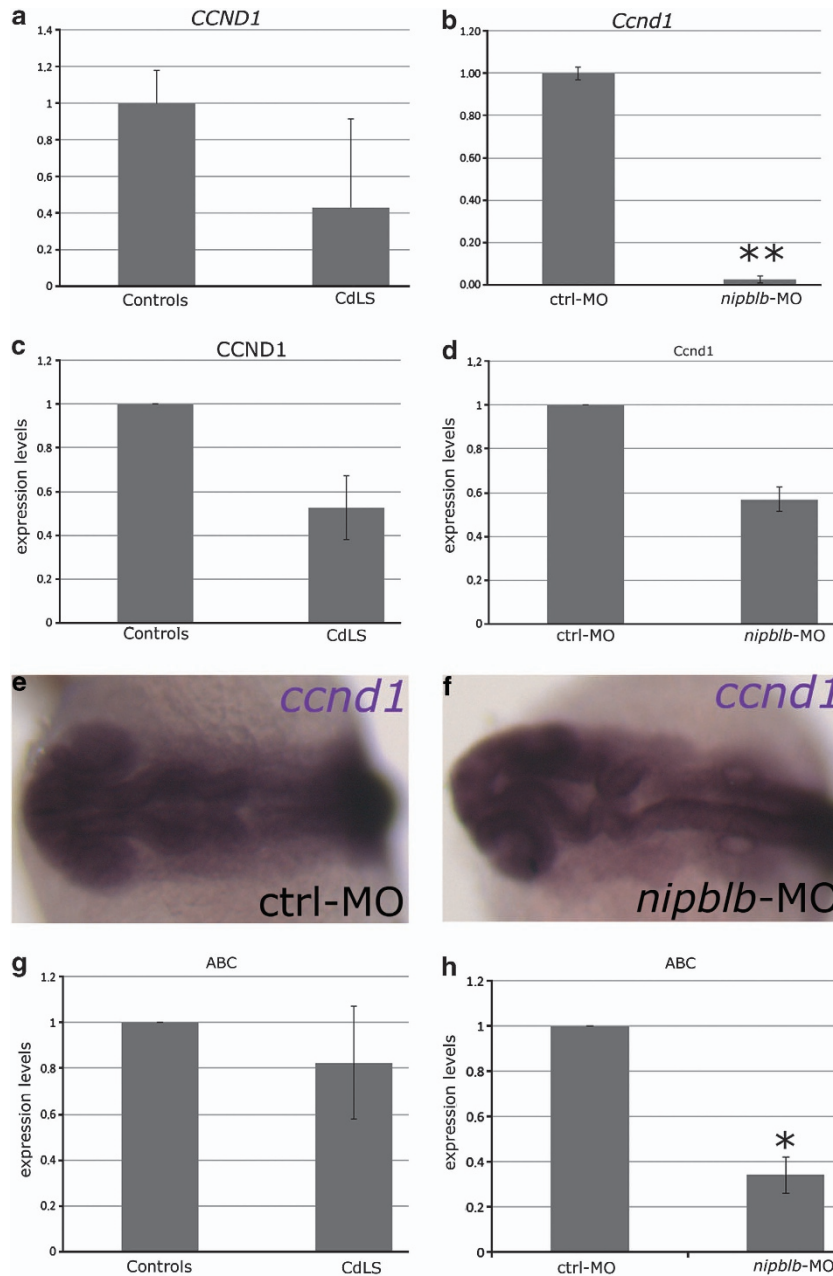 a
CCND1
1.4
1.2
1
0.8
0.6
0.4
0.2
0
Controls
CdLS
b
Ccnd1
1.20
1.00
0.80
0.60
0.40
0.20
0.00
**
ctrl-MO
nipblb-MO
c
CCND1
expression levels
1.2
1
0.8
0.6
0.4
0.2
0
Controls
CdLS
d
Ccnd1
expression levels
1.2
1
0.8
0.6
0.4
0.2
0
ctrl-MO
nipblb-MO
e
ccnd1
ctrl-MO
f
ccnd1
nipblb-MO
g
ABC
expression levels
1.2
1
0.8
0.6
0.4
0.2
0
Controls
CdLS
h
ABC
expression levels
1.2
1
0.8
0.6
0.4
0.2
0
*
ctrl-MO
nipblb-MO